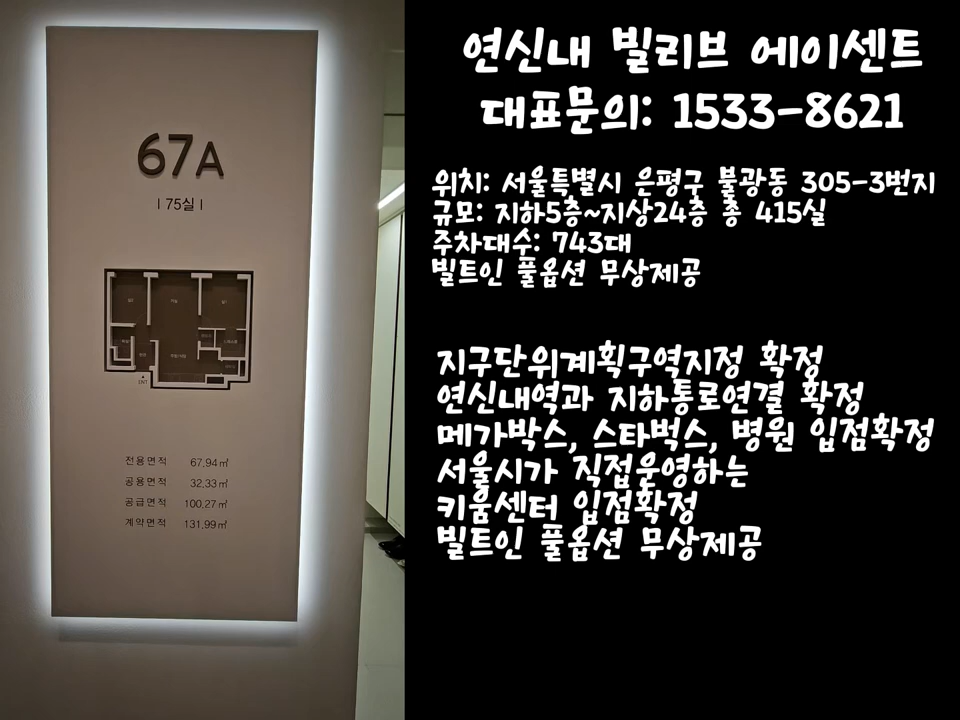 67A
| 75실 |
ENT
전용면적 67.94㎡
공용면적 32.33㎡
공급면적 100.27㎡
계약면적 131.99㎡
연신내 빌리브 에이센트
대표문의: 1533-8621
위치: 서울특별시 은평구 불광동 305-3번지
규모: 지하5층~지상24층 총 415실
주차대수: 743대
빌트인 풀옵션 무상제공
지구단위계획구역지정 확정
연신내역과 지하통로연결 확정
메가박스, 스타벅스, 병원 입점확정
서울시가 직접운영하는
키움센터 입점확정
빌트인 풀옵션 무상제공